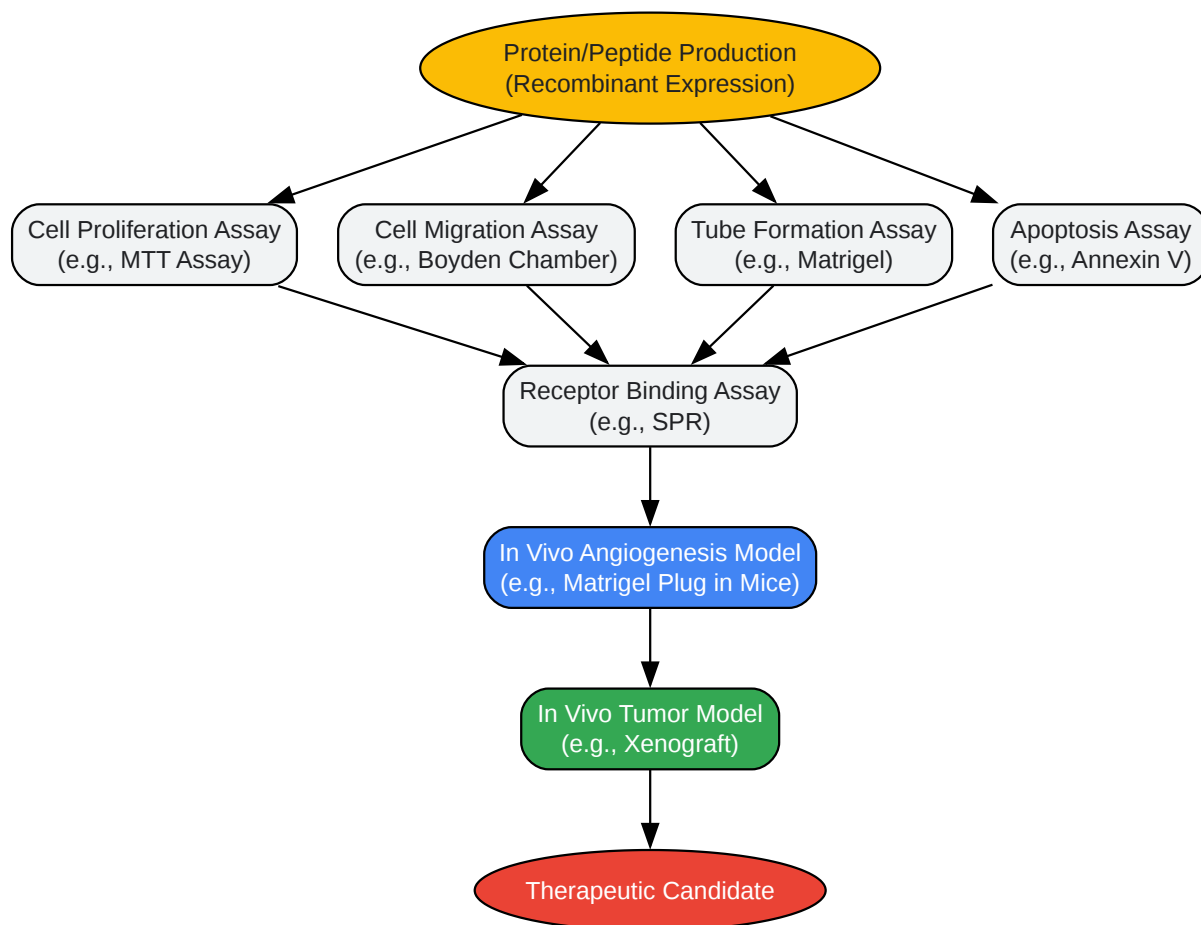 Protein/Peptide Production
(Recombinant Expression)
Cell Proliferation Assay
(e.g., MTT Assay)
Cell Migration Assay
(e.g., Boyden Chamber)
Tube Formation Assay
(e.g., Matrigel)
Apoptosis Assay
(e.g., Annexin V)
Receptor Binding Assay
(e.g., SPR)
In Vivo Angiogenesis Model
(e.g., Matrigel Plug in Mice)
In Vivo Tumor Model
(e.g., Xenograft)
Therapeutic Candidate